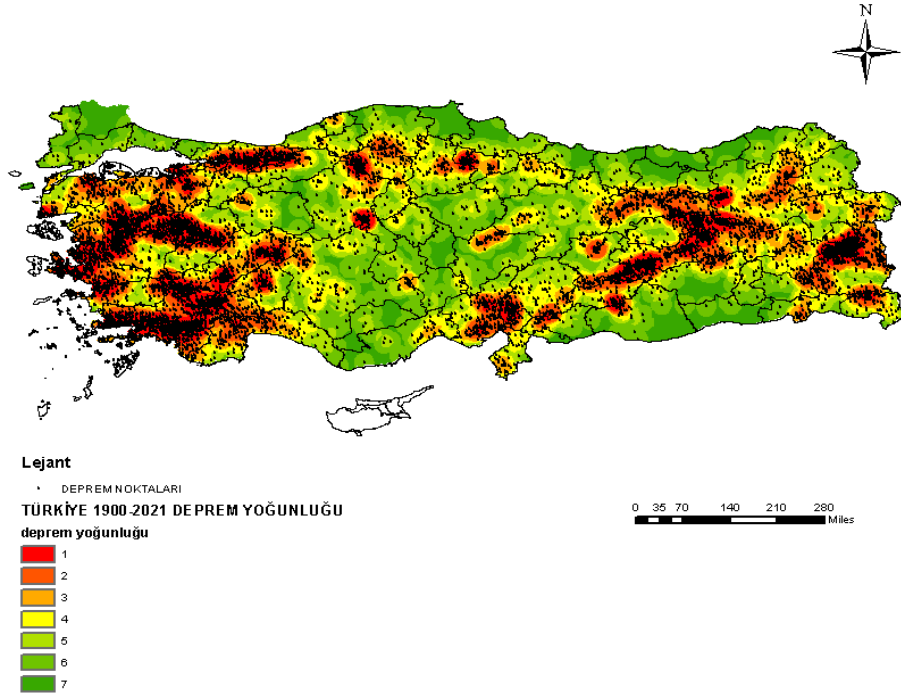 N
Lejant
DEPREM NOKTALARI
TÜRKİYE 1900-2021 DEPREM YOĞUNLUĞU
deprem yoğunluğu
1
2
3
4
5
6
7
0 35 70 140 210 280
Miles